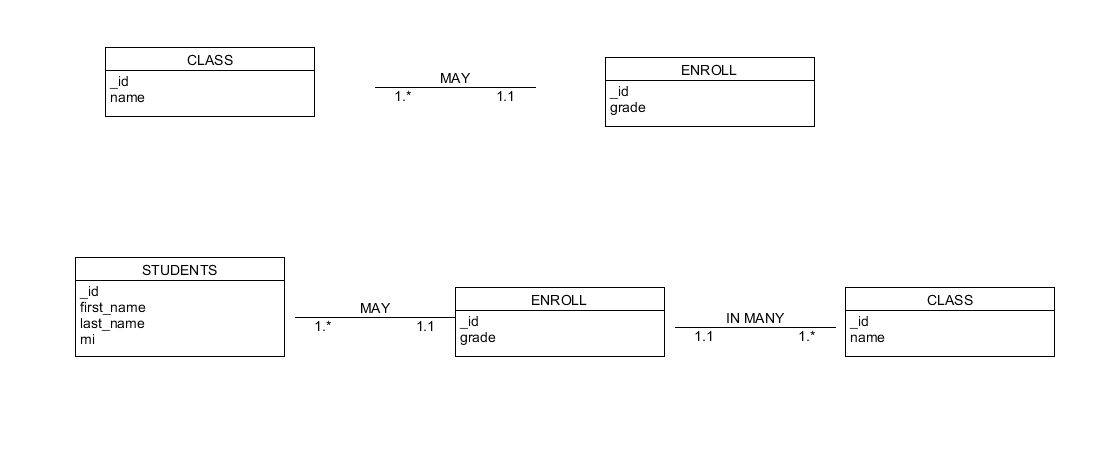 CLASS
_id
name
MAY
1.*
1.1
ENROLL
_id
grade
STUDENTS
_id
first_name
last_name
mi
MAY
1.*
1.1
ENROLL
_id
grade
IN MANY
1.1
1.*
CLASS
_id
name